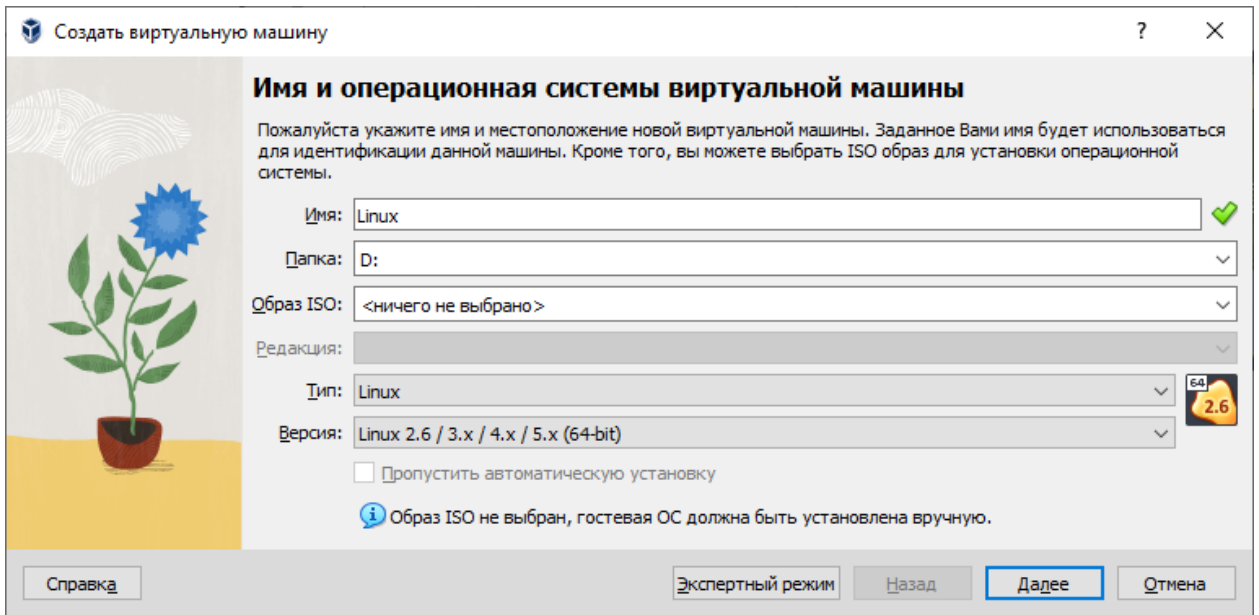 Создать виртуальную машину
?
Имя и операционная системы виртуальной машины
Пожалуйста укажите имя и местоположение новой виртуальной машины. Заданное Вами имя будет использоваться
для идентификации данной машины. Кроме того, вы можете выбрать ISO образ для установки операционной
системы.
Имя: Linux
Папка: D:
Образ ISO: <ничего не выбрано>
Редакция:
Тип: Linux
64
2.6
Версия: Linux 2.6 / 3.x / 4.x / 5.x (64-bit)
Пропустить автоматическую установку
Образ ISO не выбран, гостевая ОС должна быть установлена вручную.
Справка Экспертный режим Назад Далее Отмена